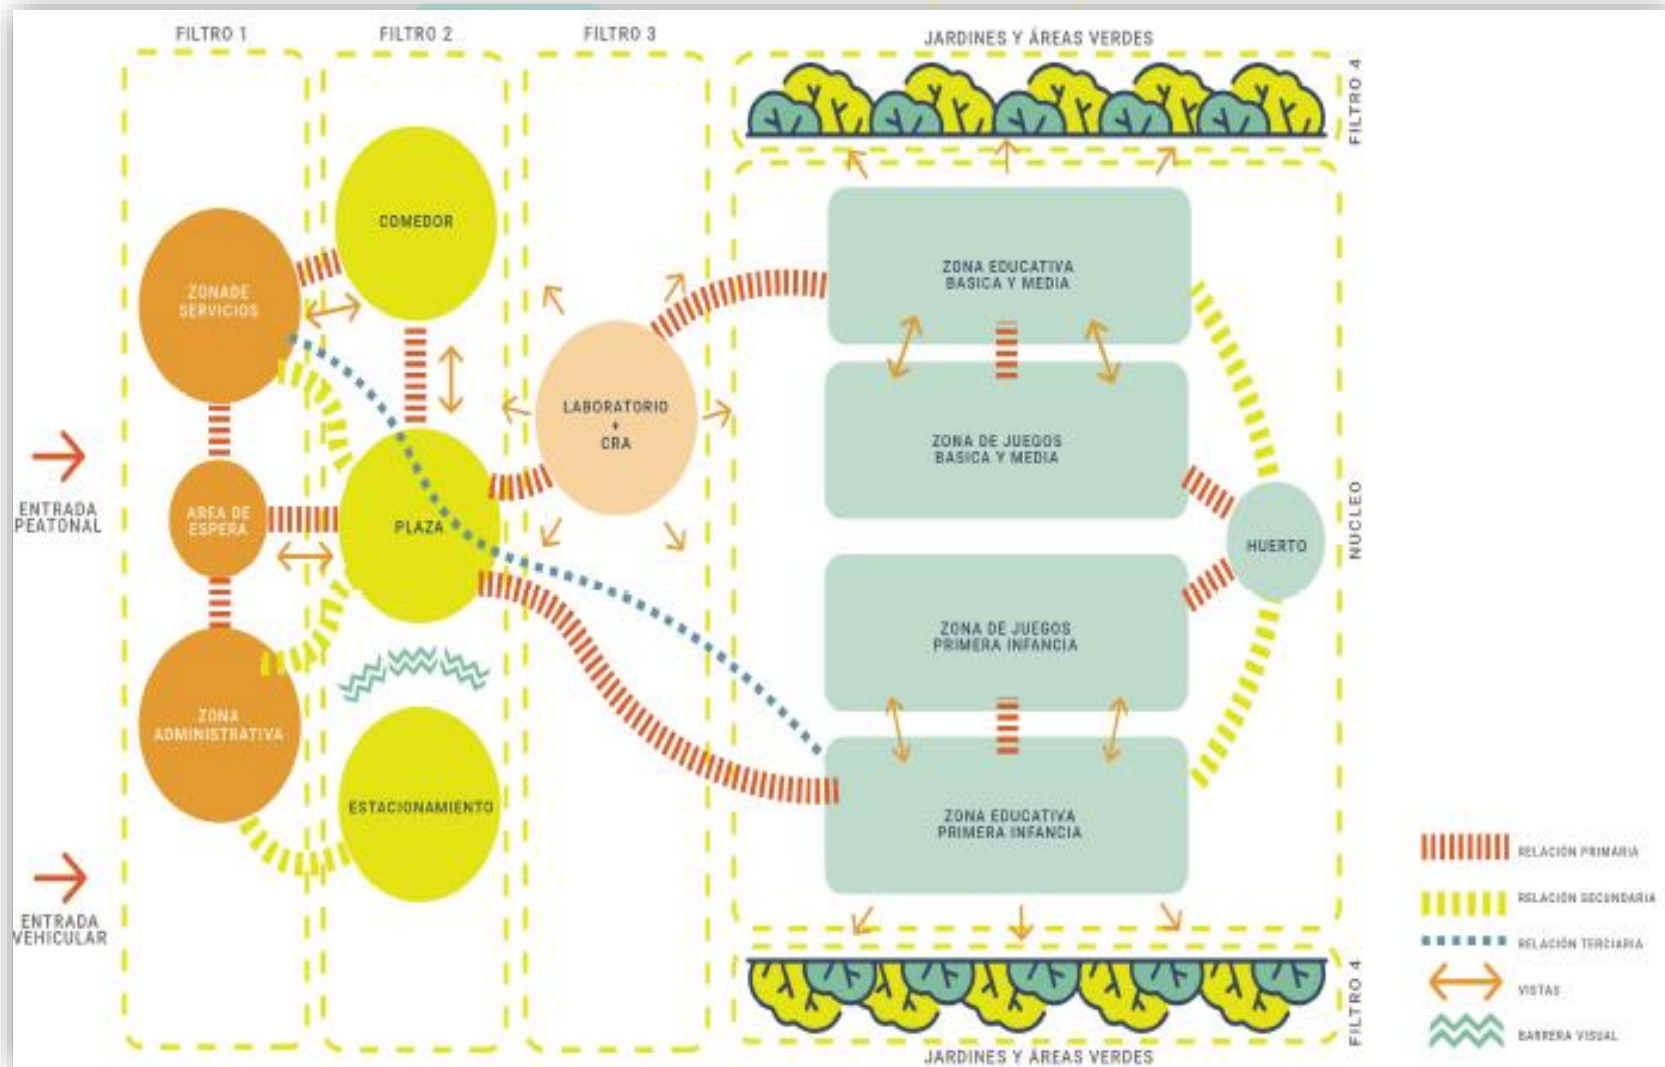 FILTRO 1
FILTRO 2
FILTRO 3
JARDINES Y ÁREAS VERDES
FILTRO 4
COMEDOR
ZONADE
SERVICIOS
ZONA EDUCATIVA
BASICA Y MEDIA
LABORATORIO
+
CRA
ZONA DE JUEGOS
BASICA Y MEDIA
ENTRADA
PEATONAL
AREA DE
ESPERA
PLAZA
HUERTO
NUCLEO
ZONA DE JUEGOS
PRIMERA INFANCIA
ZONA
ADMINISTRATIVA
ESTACIONAMIENTO
ZONA EDUCATIVA
PRIMERA INFANCIA
ENTRADA
VEHICULAR
RELACIÓN PRIMARIA
RELACIÓN SECUNDARIA
RELACIÓN TERCIARIA
VISTAS
BARRERA VISUAL
FILTRO 4
JARDINES Y ÁREAS VERDES